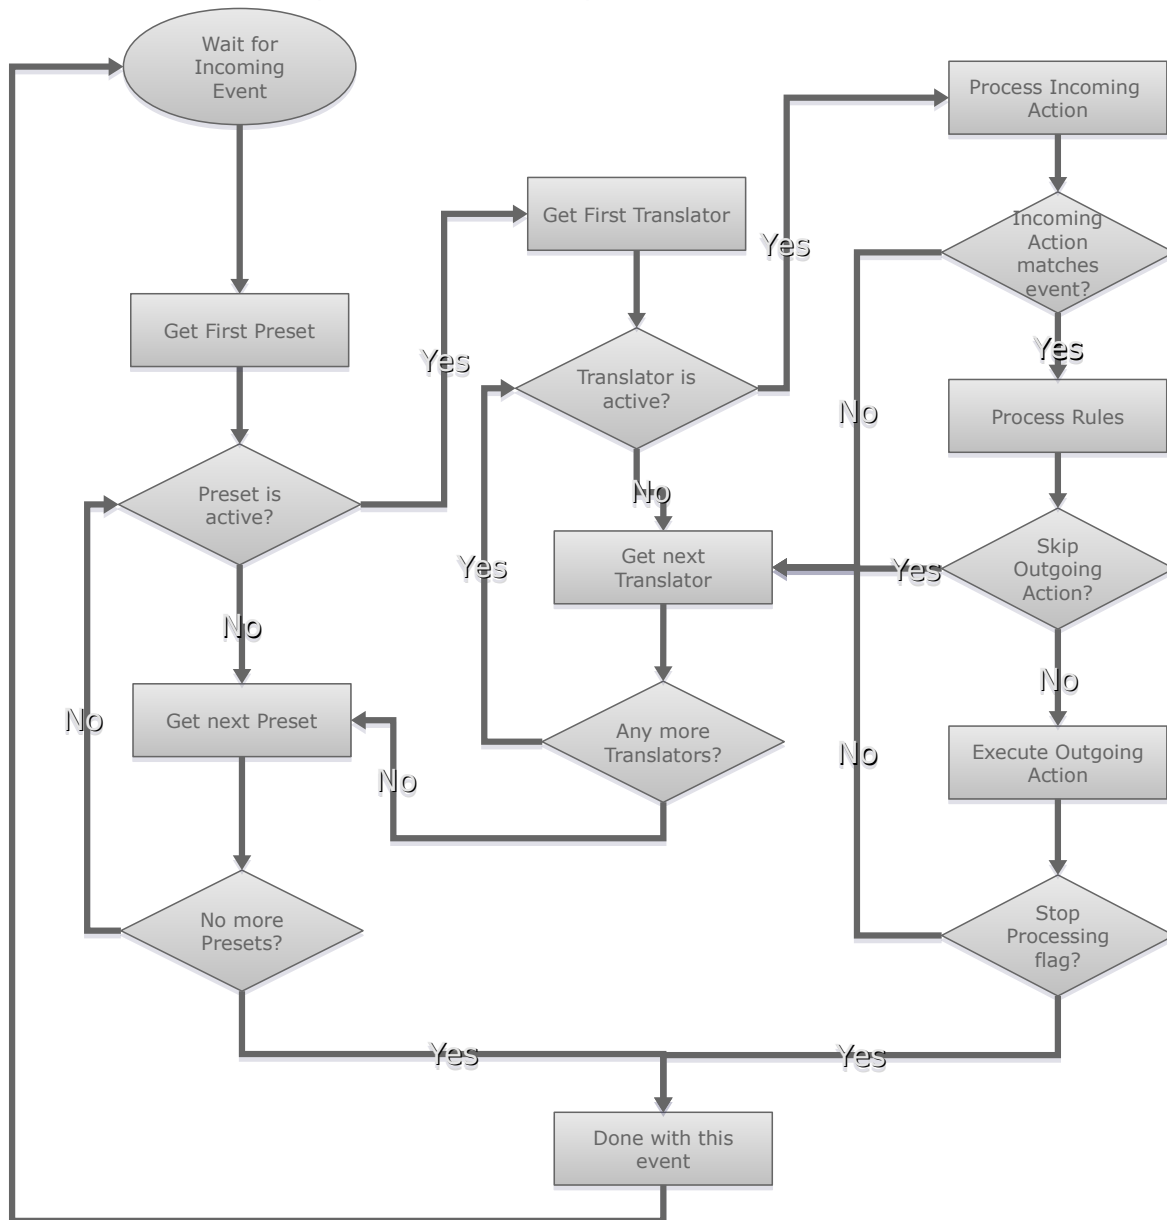 Wait for
Incoming
Event
Process Incoming
Action
Get First Translator
Incoming
Action
matches
event?
Yes
Get First Preset
Yes
Yes
Translator is
active?
No
Process Rules
Preset is
active?
No
Yes
Get next
Translator
Yes
Skip
Outgoing
Action?
No
No
No
Get next Preset
Any more
Translators?
No
No
Execute Outgoing
Action
No more
Presets?
Stop
Processing
flag?
Yes
Yes
Done with this
event